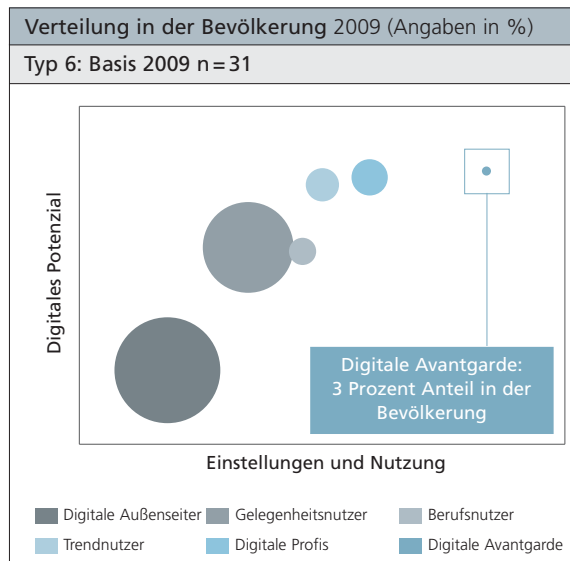 Verteilung in der Bevölkerung 2009 (Angaben in %)
Typ 6: Basis 2009 n = 31
Digitales Potenzial
Digitale Avantgarde:
3 Prozent Anteil in der
Bevölkerung
Einstellungen und Nutzung
Digitale Außenseiter
Gelegenheitsnutzer
Berufsnutzer
Trendnutzer
Digitale Profis
Digitale Avantgarde